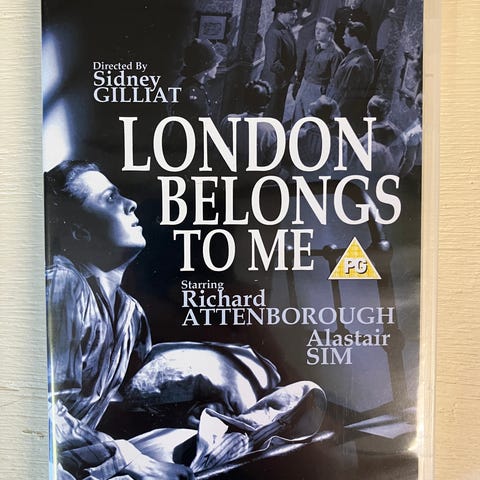 Directed By
Sidney
GILLIAT
LONDON
BELONGS
TO ME
PG
Starring
Richard
ATTENBOROUGH
Alastair
SIM